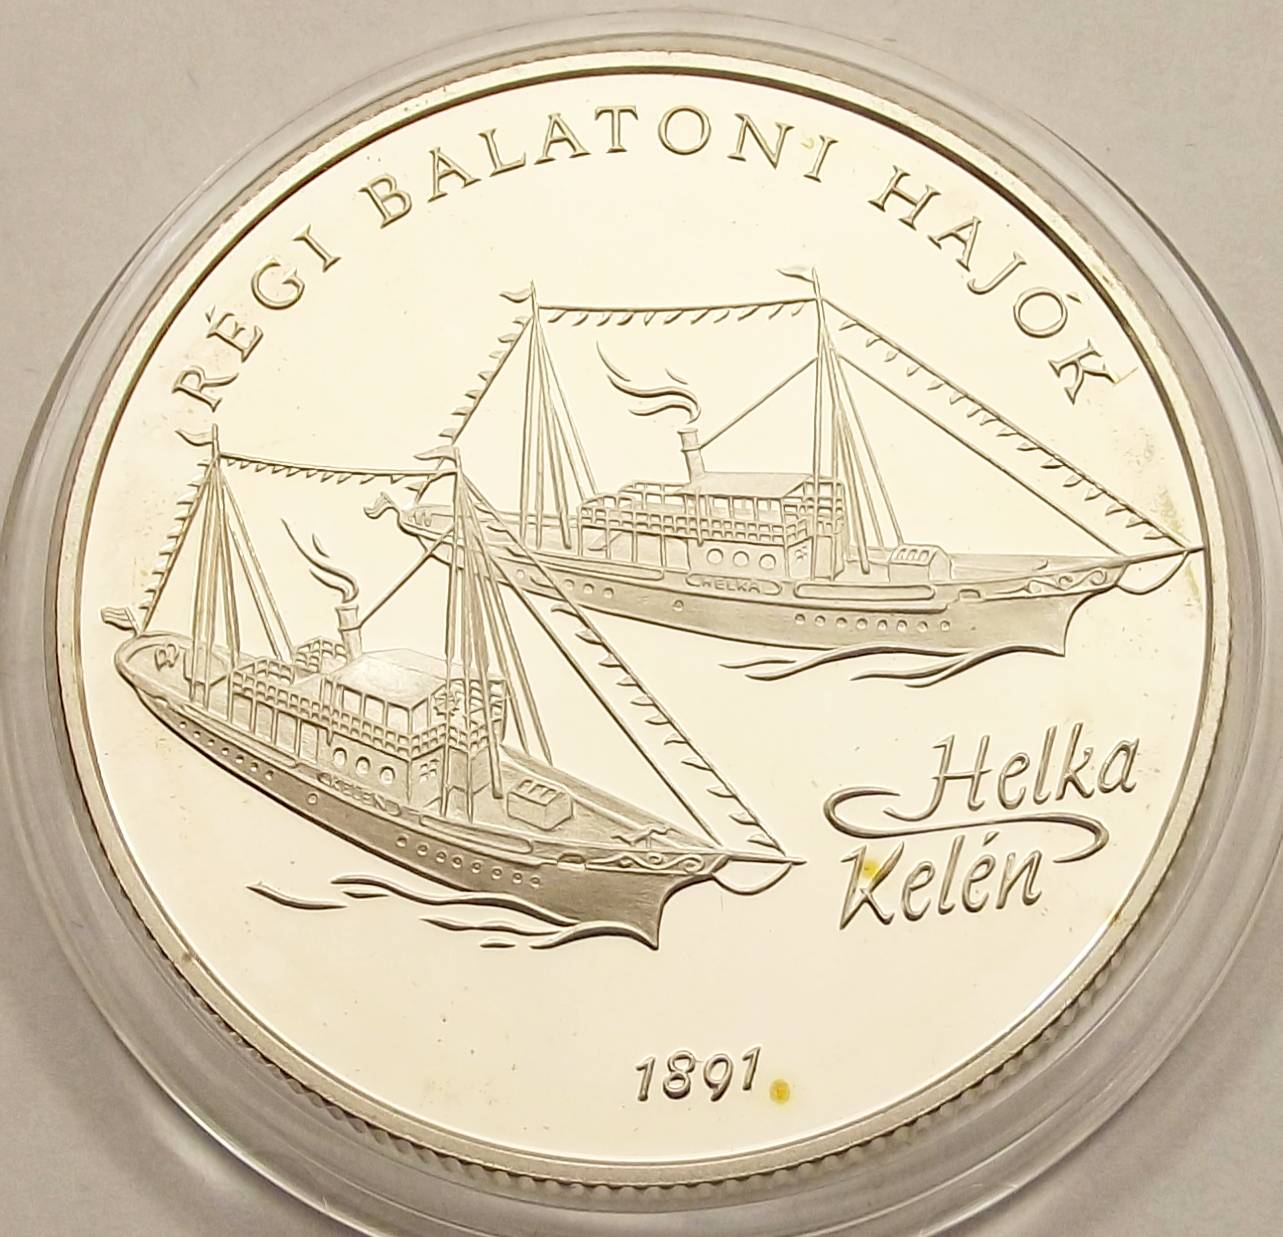 RÉGI BALATONI HAJÓK
HELKA
KELÉN
Helka
Kelén
1891